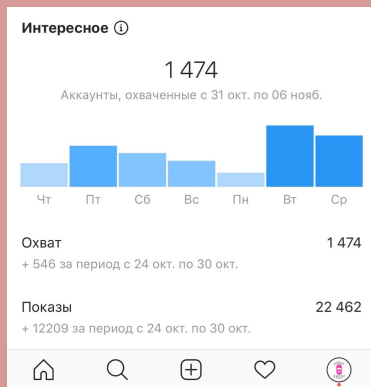 Интересное
1 474
Аккаунты, охваченные с 31 окт. по 06 нояб.
Чт Пт Сб Вс Пн Вт Ср
Охват 1 474
+ 546 за период с 24 окт. по 30 окт.
Показы 22 462
+ 12209 за период с 24 окт. по 30 окт.